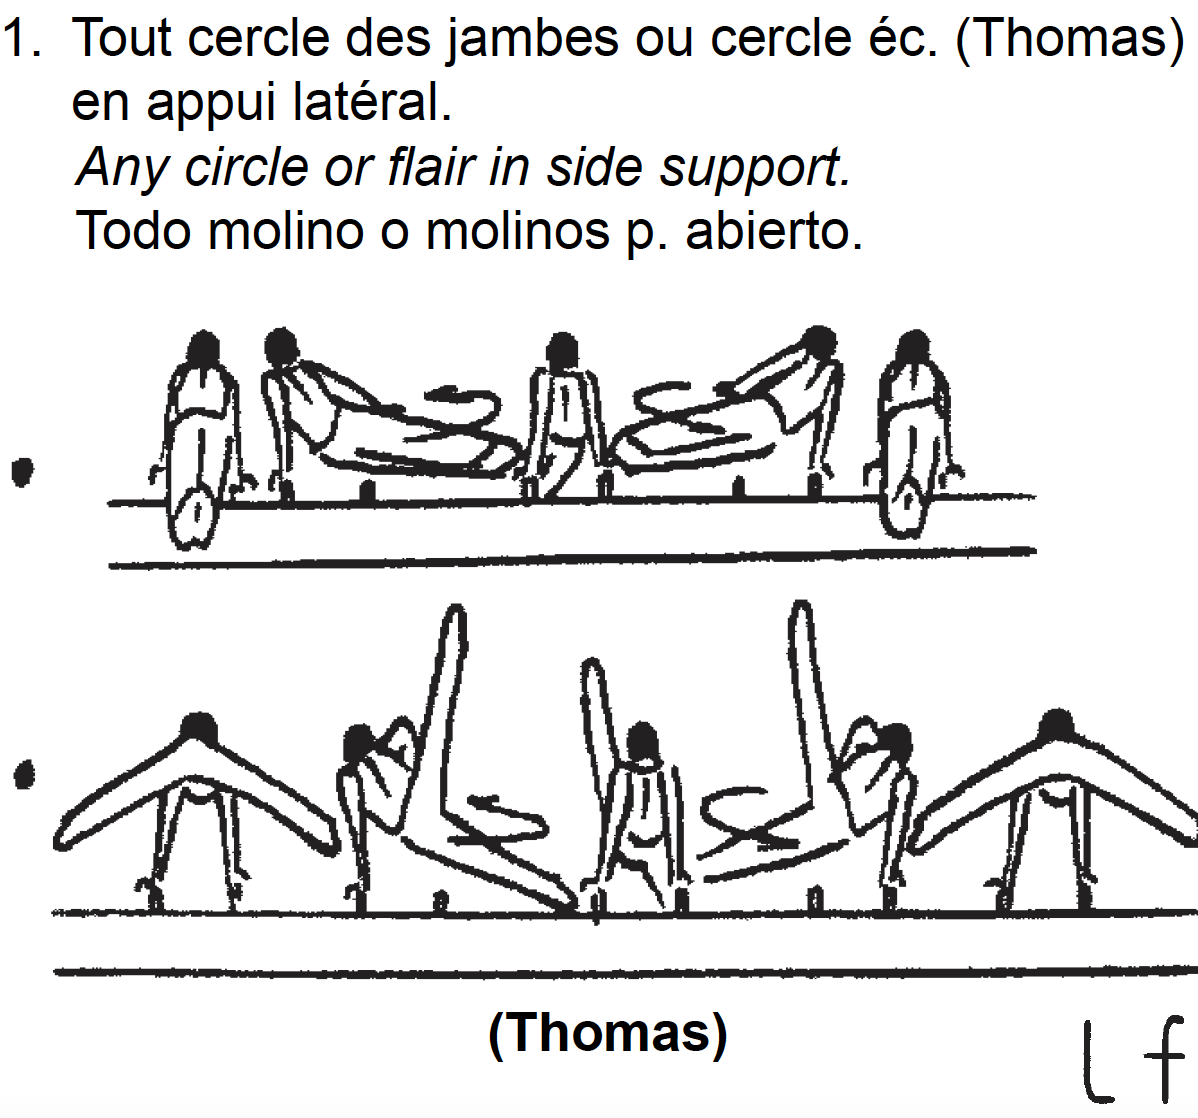 1. Tout cercle des jambes ou cercle éc. (Thomas)
en appui latéral.
Any circle or flair in side support.
Todo molino o molinos p. abierto.
(Thomas)
L f